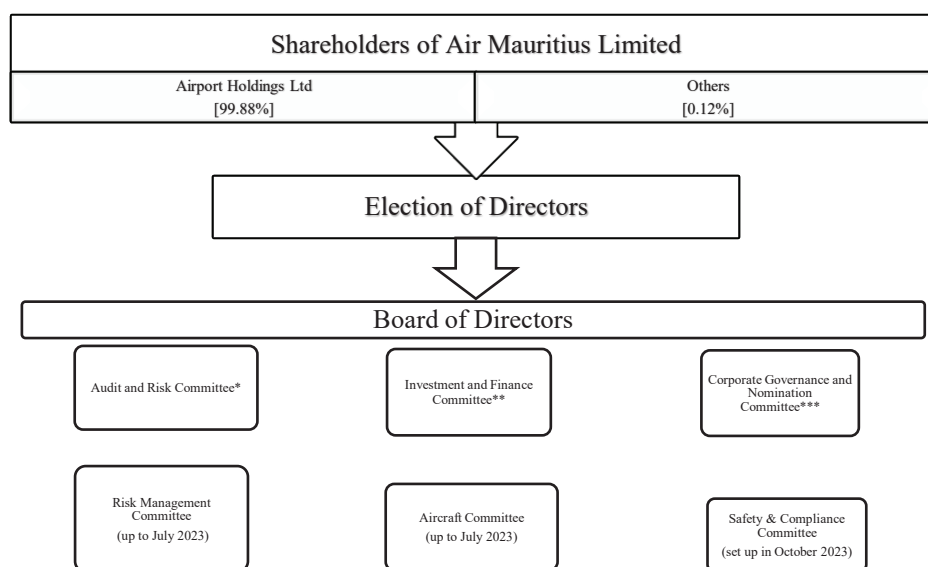 Shareholders of Air Mauritius Limited
Airport Holdings Ltd
[99.88%]
Others
[0.12%]
Election of Directors
Board of Directors
Audit and Risk Committee*
Investment and Finance
Committee**
Corporate Governance and
Nomination
Committee***
Risk Management
Committee
(up to July 2023)
Aircraft Committee
(up to July 2023)
Safety & Compliance
Committee
(set up in October 2023)